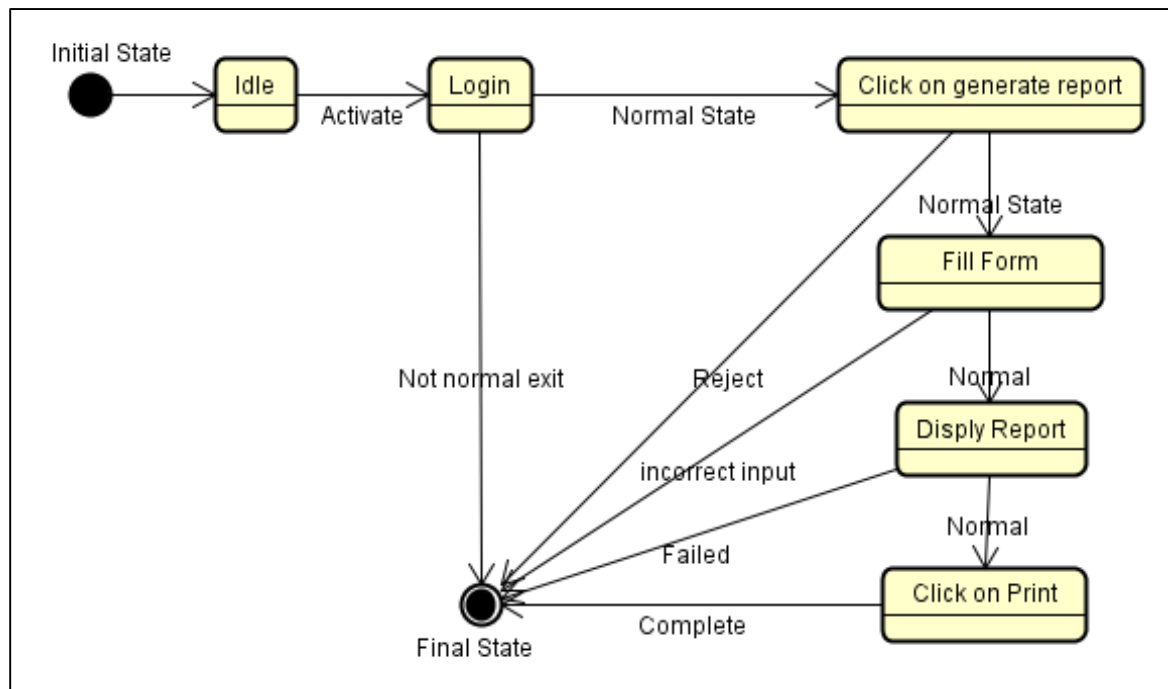 Initial State
Idle
Activate
Login
Normal State
Click on generate report
Normal State
Fill Form
Not normal exit
Reject
Normal
Disply Report
incorrect input
Normal
Failed
Click on Print
Complete
Final State